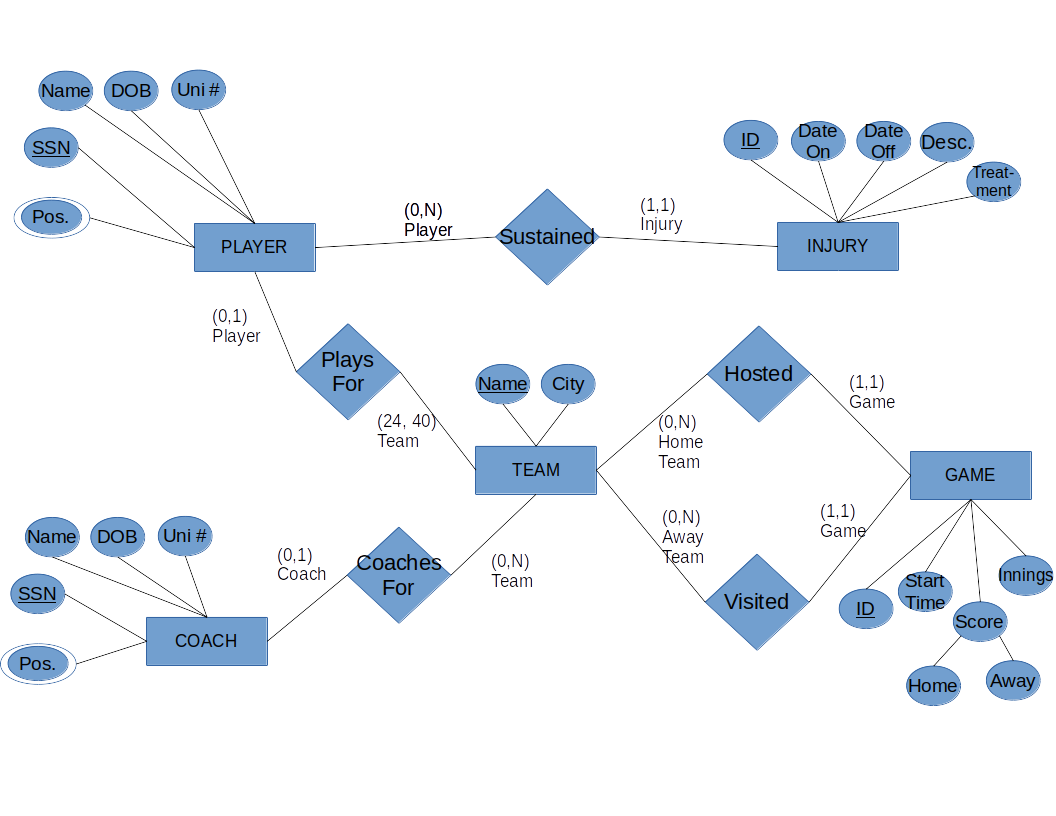 Name
DOB
Uni #
SSN
Pos.
PLAYER
(0,N)
Player
Sustained
(1,1)
Injury
ID
Date
On
Date
Off
Desc.
Treat-
ment
INJURY
(0,1)
Player
Plays
For
(24, 40)
Team
Name
City
TEAM
Hosted
(0,N)
Home
Team
(1,1)
Game
GAME
(0,N)
Away
Team
(1,1)
Game
Visited
Name
DOB
Uni #
SSN
Pos.
COACH
(0,1)
Coach
Coaches
For
(0,N)
Team
ID
Start
Time
Innings
Score
Home
Away